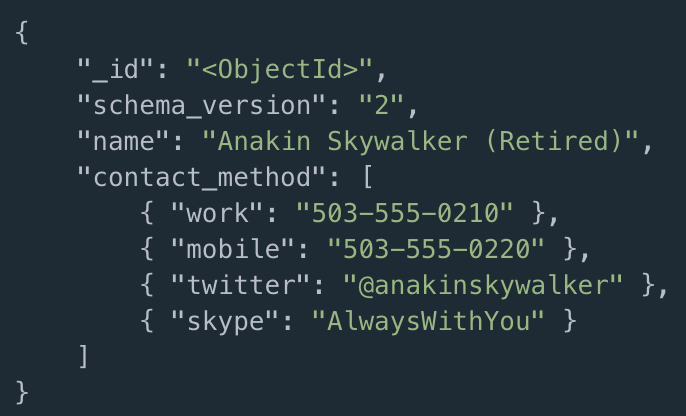 {
    "_id": "<ObjectId>",
    "schema_version": "2",
    "name": "Anakin Skywalker (Retired)",
    "contact_method": [
        { "work": "503-555-0210" },
        { "mobile": "503-555-0220" },
        { "twitter": "@anakinskywalker" },
        { "skype": "AlwaysWithYou" }
    ]
}